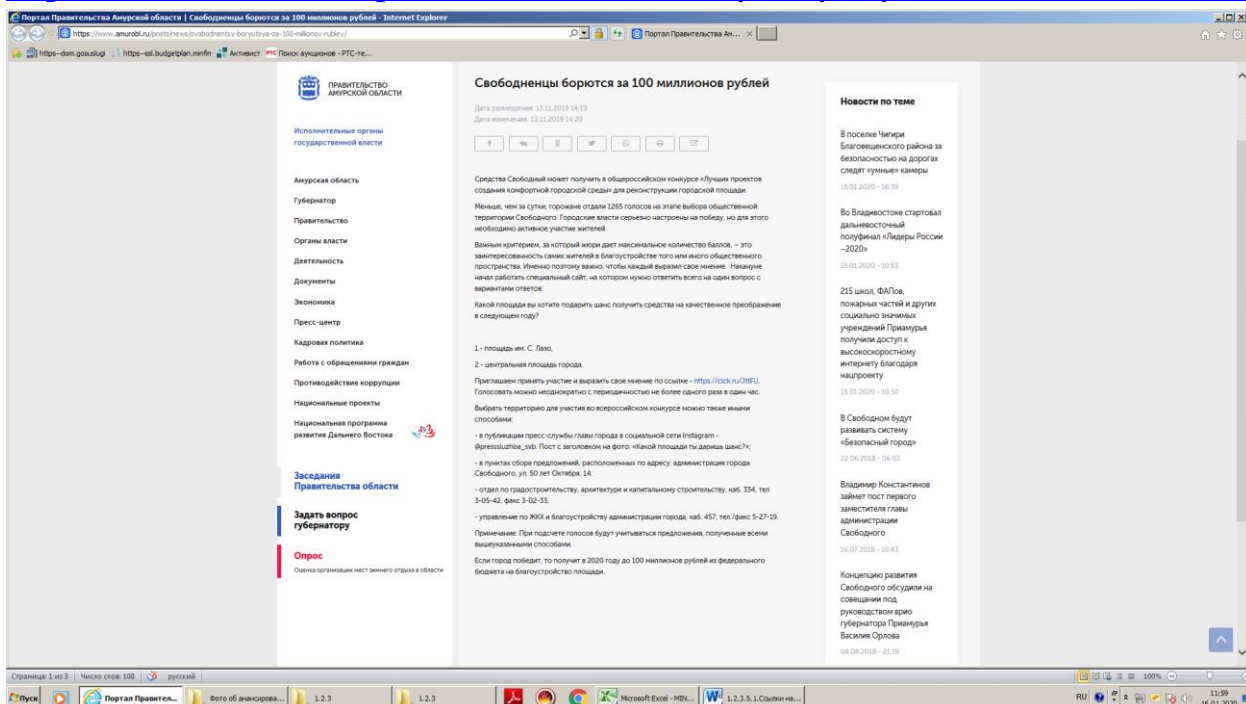 Портал Правительства Амурской области | Свободненцы борются за 100 миллионов рублей - Internet Explorer
https://www.amurobl.ru/posts/news/svobodnentsy-boryutsya-za-100-millionov-rubley/
Портал Правительства Ам...
https--dom.gosuslugi
https--ssl.budgetplan.minfin
Активист
РТС Поиск аукционов - РТС-те...
ПРАВИТЕЛЬСТВО
АМУРСКОЙ ОБЛАСТИ
Исполнительные органы
государственной власти
Амурская область
Губернатор
Правительство
Органы власти
Деятельность
Документы
Экономика
Пресс-центр
Кадровая политика
Работа с обращениями граждан
Противодействие коррупции
Национальные проекты
Национальная программа
развития Дальнего Востока
Заседания
Правительства области
Задать вопрос
губернатору
Опрос
Оценка организации мест зимнего отдыха в области
Свободненцы борются за 100 миллионов рублей
Дата размещения: 13.11.2019 14:19
Дата изменения: 13.11.2019 14:20
Средства Свободный может получить в общероссийском конкурсе «Лучших проектов
создания комфортной городской среды» для реконструкции городской площади.
Меньше, чем за сутки, горожане отдали 1265 голосов на этапе выбора общественной
территории Свободного. Городские власти серьезно настроены на победу, но для этого
необходимо активное участие жителей.
Важным критерием, за который жюри дает максимальное количество баллов, – это
заинтересованность самих жителей в благоустройстве того или иного общественного
пространства. Именно поэтому важно, чтобы каждый выразил свое мнение. Накануне
начал работать специальный сайт, на котором нужно ответить всего на один вопрос с
вариантами ответов:
Какой площади вы хотите подарить шанс получить средства на качественное преображение
в следующем году?
1 - площадь им. С. Лазо,
2 - центральная площадь города.
Приглашаем принять участие и выразить свое мнение по ссылке - https://clck.ru/JttFU.
Голосовать можно неоднократно с периодичностью не более одного раза в один час.
Выбрать территорию для участия во всероссийском конкурсе можно также иными
способами:
- в публикации пресс-службы главы города в социальной сети Instagram -
@presssluzhba_svb. Пост с заголовком на фото: «Какой площади ты даришь шанс?»;
- в пунктах сбора предложений, расположенных по адресу: администрация города
Свободного, ул. 50 лет Октября, 14:
- отдел по градостроительству, архитектуре и капитальному строительству, каб. 334, тел
3-05-42, факс 3-02-33,
- управление по ЖКХ и благоустройству администрации города, каб. 457, тел./факс 5-27-19.
Примечание: При подсчете голосов будут учитываться предложения, полученные всеми
вышеуказанными способами.
Если город победит, то получит в 2020 году до 100 миллионов рублей из федерального
бюджета на благоустройство площади.
Новости по теме
В поселке Чигири
Благовещенского района за
безопасностью на дорогах
следят «умные» камеры
15.01.2020 - 16:39
Во Владивостоке стартовал
дальневосточный
полуфинал «Лидеры России
–2020»
15.01.2020 - 10:53
215 школ, ФАПов,
пожарных частей и других
социально значимых
учреждений Приамурья
получили доступ к
высокоскоростному
интернету благодаря
нацпроекту
15.01.2020 - 10:50
В Свободном будут
развивать систему
«Безопасный город»
22.06.2018 - 06:03
Владимир Константинов
займет пост первого
заместителя главы
администрации
Свободного
16.07.2018 - 10:43
Концепцию развития
Свободного обсудили на
совещании под
руководством врио
губернатора Приамурья
Василия Орлова
08.08.2018 - 21:19
Страница: 1 из 3 Число слов: 108 русский 100%
Пуск
Портал Правител...
Фото об анонсирова...
1.2.3
1.2.3
Microsoft Excel - MIN...
1.2.3.5.1.Ссылки на...
RU
11:59
16.01.2020